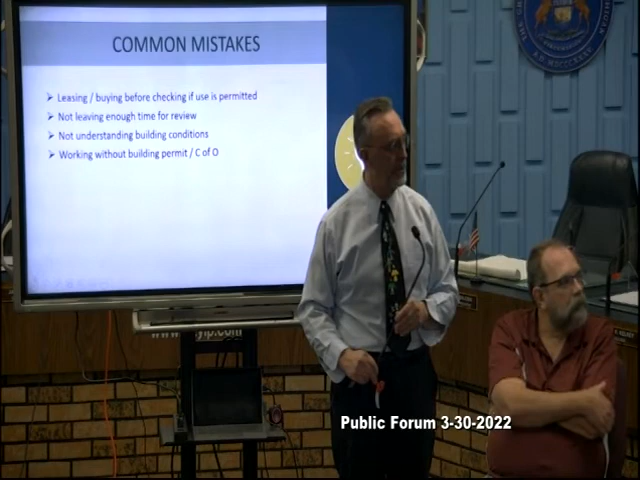 COMMON MISTAKES
➢ Leasing / buying before checking if use is permitted
➢ Not leaving enough time for review
➢ Not understanding building conditions
➢ Working without building permit / C of O
Public Forum 3-30-2022